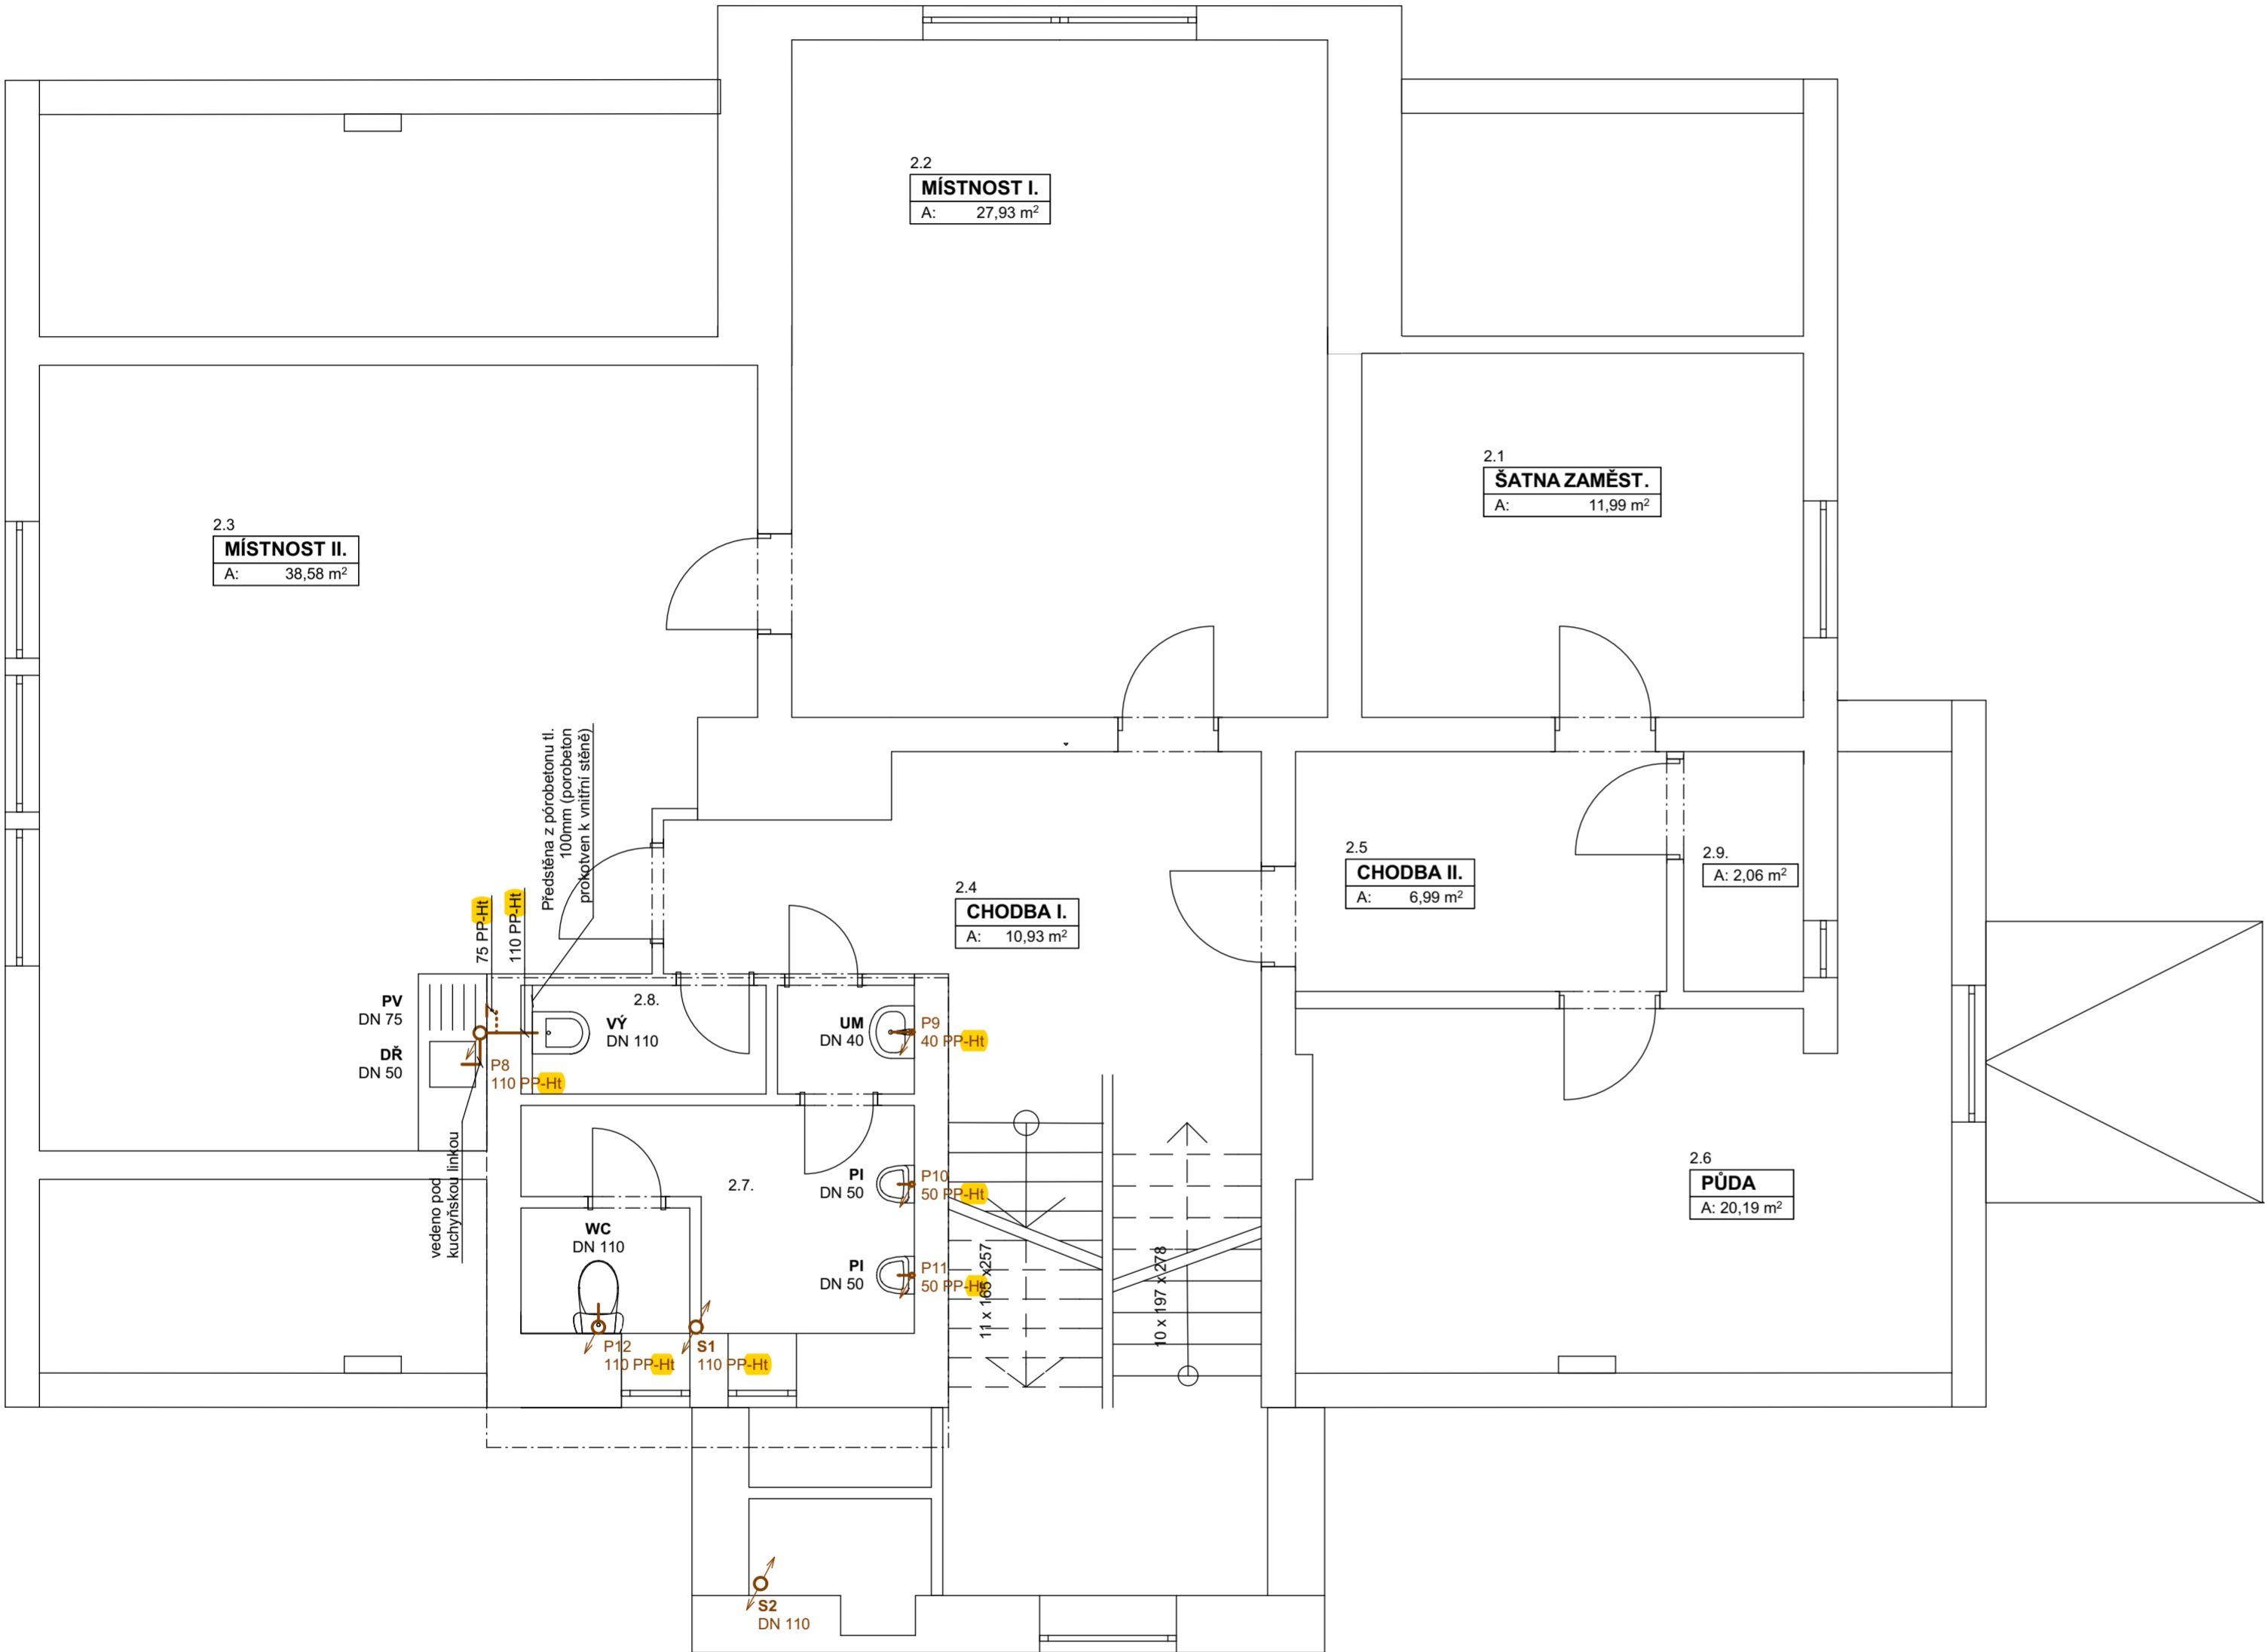 2.2
MÍSTNOST I.
A: 27,93 m²
2.1
ŠATNA ZAMĚST.
A: 11,99 m²
2.3
MÍSTNOST II.
A: 38,58 m²
Předstěna z pórobetonu tl.
100mm (porobeton
prokotven k vnitřní stěně)
75 PP-Ht
110 PP-Ht
2.4
CHODBA I.
A: 10,93 m²
2.5
CHODBA II.
A: 6,99 m²
2.9.
A: 2,06 m²
PV
DN 75
DŘ
DN 50
P8
110 PP-Ht
2.8.
VÝ
DN 110
UM
DN 40
P9
40 PP-Ht
vedeno pod
kuchyňskou linkou
2.7.
PI
DN 50
P10
50 PP-Ht
WC
DN 110
PI
DN 50
P11
50 PP-Ht
P12
110 PP-Ht
S1
110 PP-Ht
11 x 165 x257
10 x 197 x 278
2.6
PŮDA
A: 20,19 m²
S2
DN 110